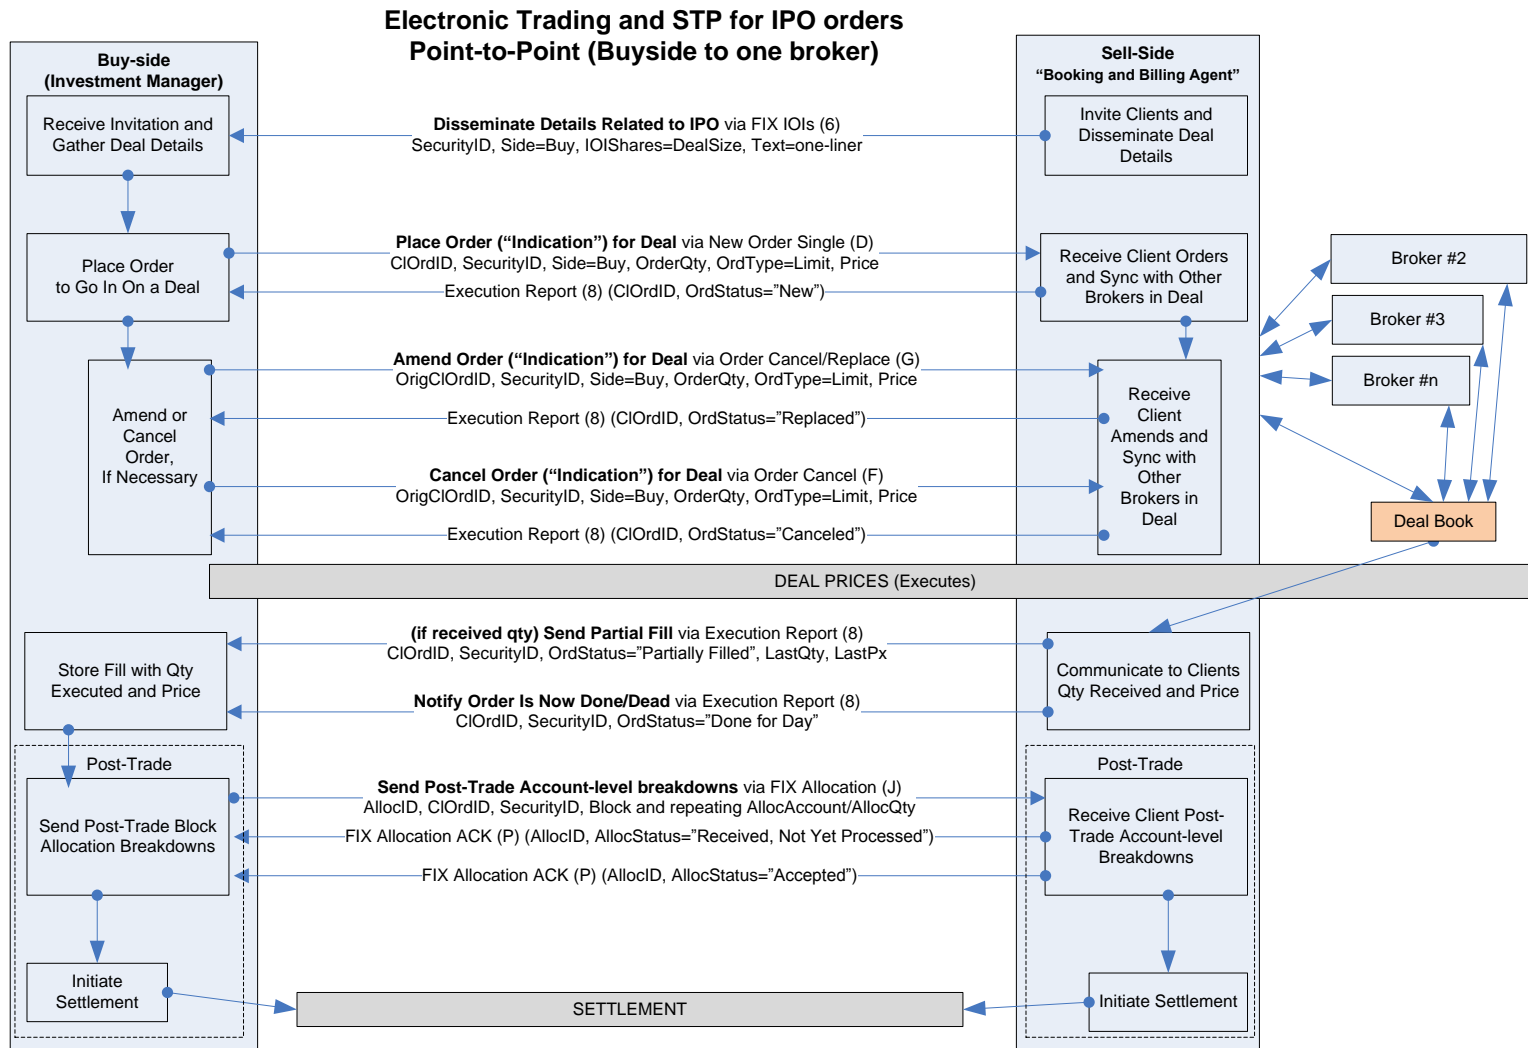 Electronic Trading and STP for IPO orders
Point-to-Point (Buyside to one broker)
Buy-side
(Investment Manager)
Sell-Side
“Booking and Billing Agent”
Receive Invitation and
Gather Deal Details
Disseminate Details Related to IPO via FIX IOIs (6)
SecurityID, Side=Buy, IOIShares=DealSize, Text=one-liner
Invite Clients and
Disseminate Deal
Details
Place Order
to Go In On a Deal
Place Order (“Indication”) for Deal via New Order Single (D)
ClOrdID, SecurityID, Side=Buy, OrderQty, OrdType=Limit, Price
Execution Report (8) (ClOrdID, OrdStatus=”New”)
Receive Client Orders
and Sync with Other
Brokers in Deal
Broker #2
Broker #3
Broker #n
Amend or
Cancel
Order,
If Necessary
Amend Order (“Indication”) for Deal via Order Cancel/Replace (G)
OrigClOrdID, SecurityID, Side=Buy, OrderQty, OrdType=Limit, Price
Execution Report (8) (ClOrdID, OrdStatus=”Replaced”)
Cancel Order (“Indication”) for Deal via Order Cancel (F)
OrigClOrdID, SecurityID, Side=Buy, OrderQty, OrdType=Limit, Price
Execution Report (8) (ClOrdID, OrdStatus=”Canceled”)
Receive
Client
Amends and
Sync with
Other
Brokers in
Deal
Deal Book
DEAL PRICES (Executes)
Store Fill with Qty
Executed and Price
(if received qty) Send Partial Fill via Execution Report (8)
ClOrdID, SecurityID, OrdStatus=”Partially Filled”, LastQty, LastPx
Notify Order Is Now Done/Dead via Execution Report (8)
ClOrdID, SecurityID, OrdStatus=”Done for Day”
Communicate to Clients
Qty Received and Price
Post-Trade
Post-Trade
Send Post-Trade Block
Allocation Breakdowns
Send Post-Trade Account-level breakdowns via FIX Allocation (J)
AllocID, ClOrdID, SecurityID, Block and repeating AllocAccount/AllocQty
FIX Allocation ACK (P) (AllocID, AllocStatus=”Received, Not Yet Processed”)
FIX Allocation ACK (P) (AllocID, AllocStatus=”Accepted”)
Receive Client Post-
Trade Account-level
Breakdowns
Initiate
Settlement
SETTLEMENT
Initiate Settlement